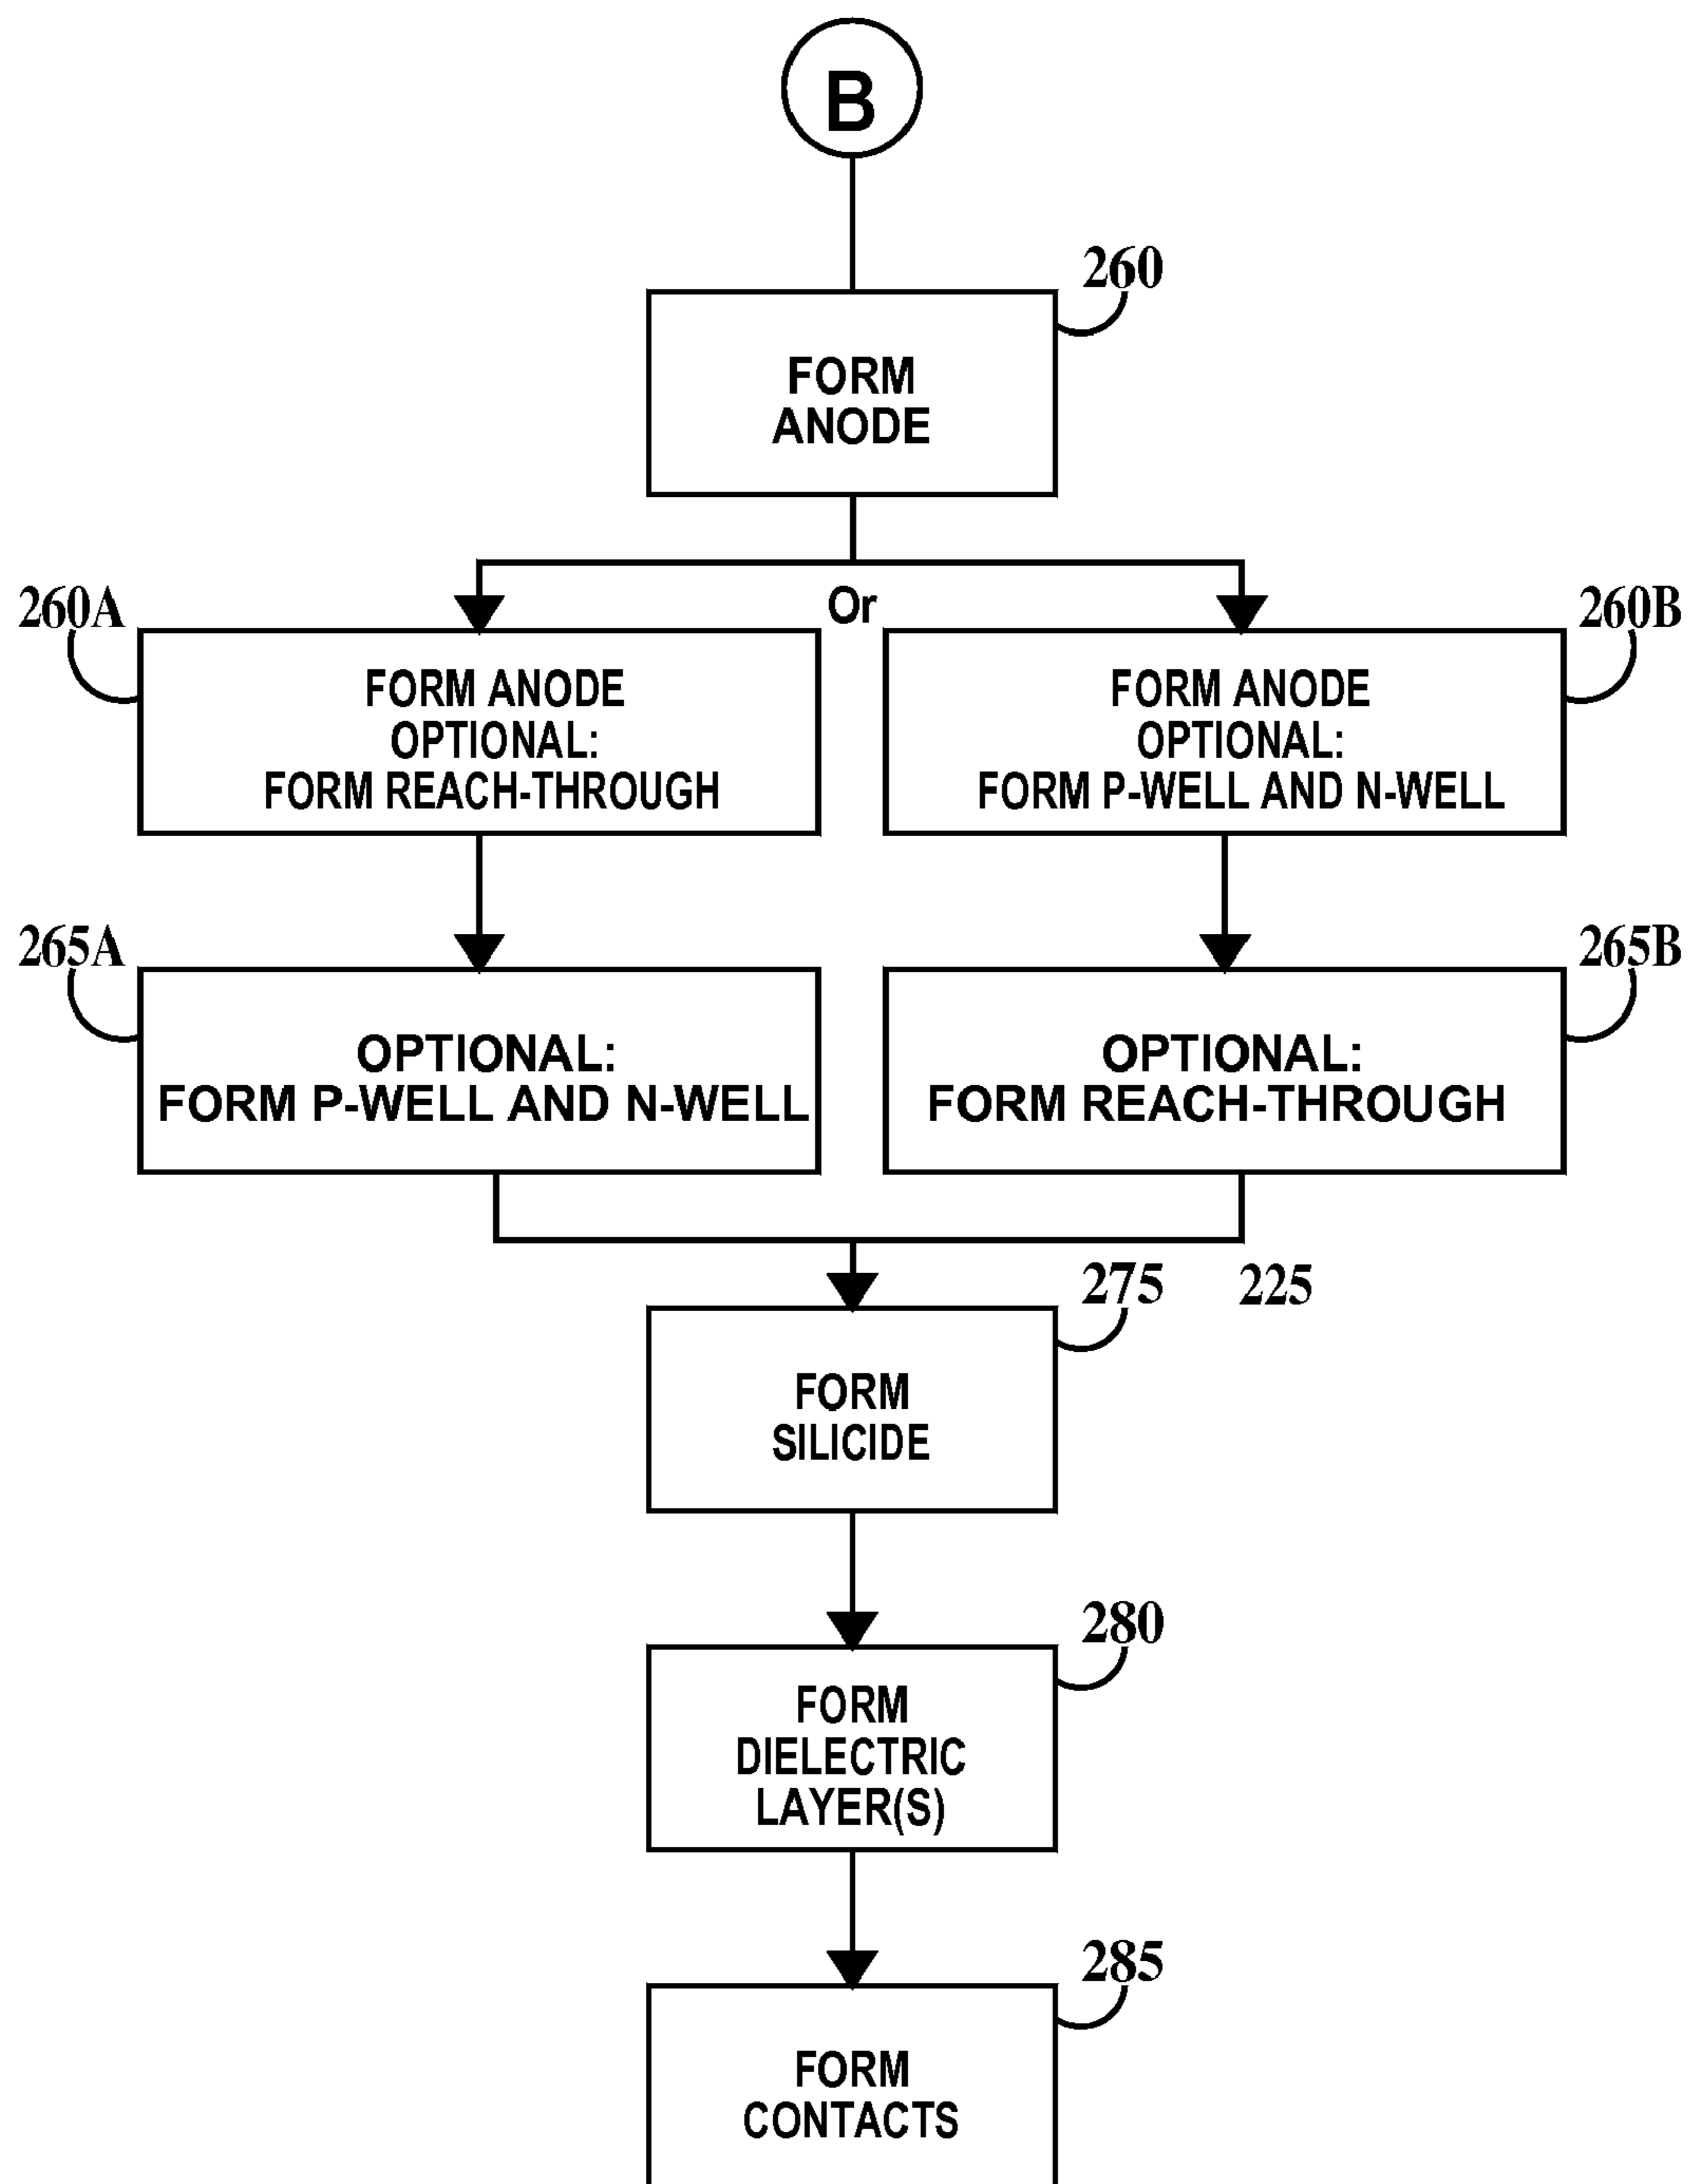 B
260
FORM
ANODE
Or
260A
FORM ANODE
OPTIONAL:
FORM REACH-THROUGH
260B
FORM ANODE
OPTIONAL:
FORM P-WELL AND N-WELL
265A
OPTIONAL:
FORM P-WELL AND N-WELL
265B
OPTIONAL:
FORM REACH-THROUGH
275
225
FORM
SILICIDE
280
FORM
DIELECTRIC
LAYER(S)
285
FORM
CONTACTS